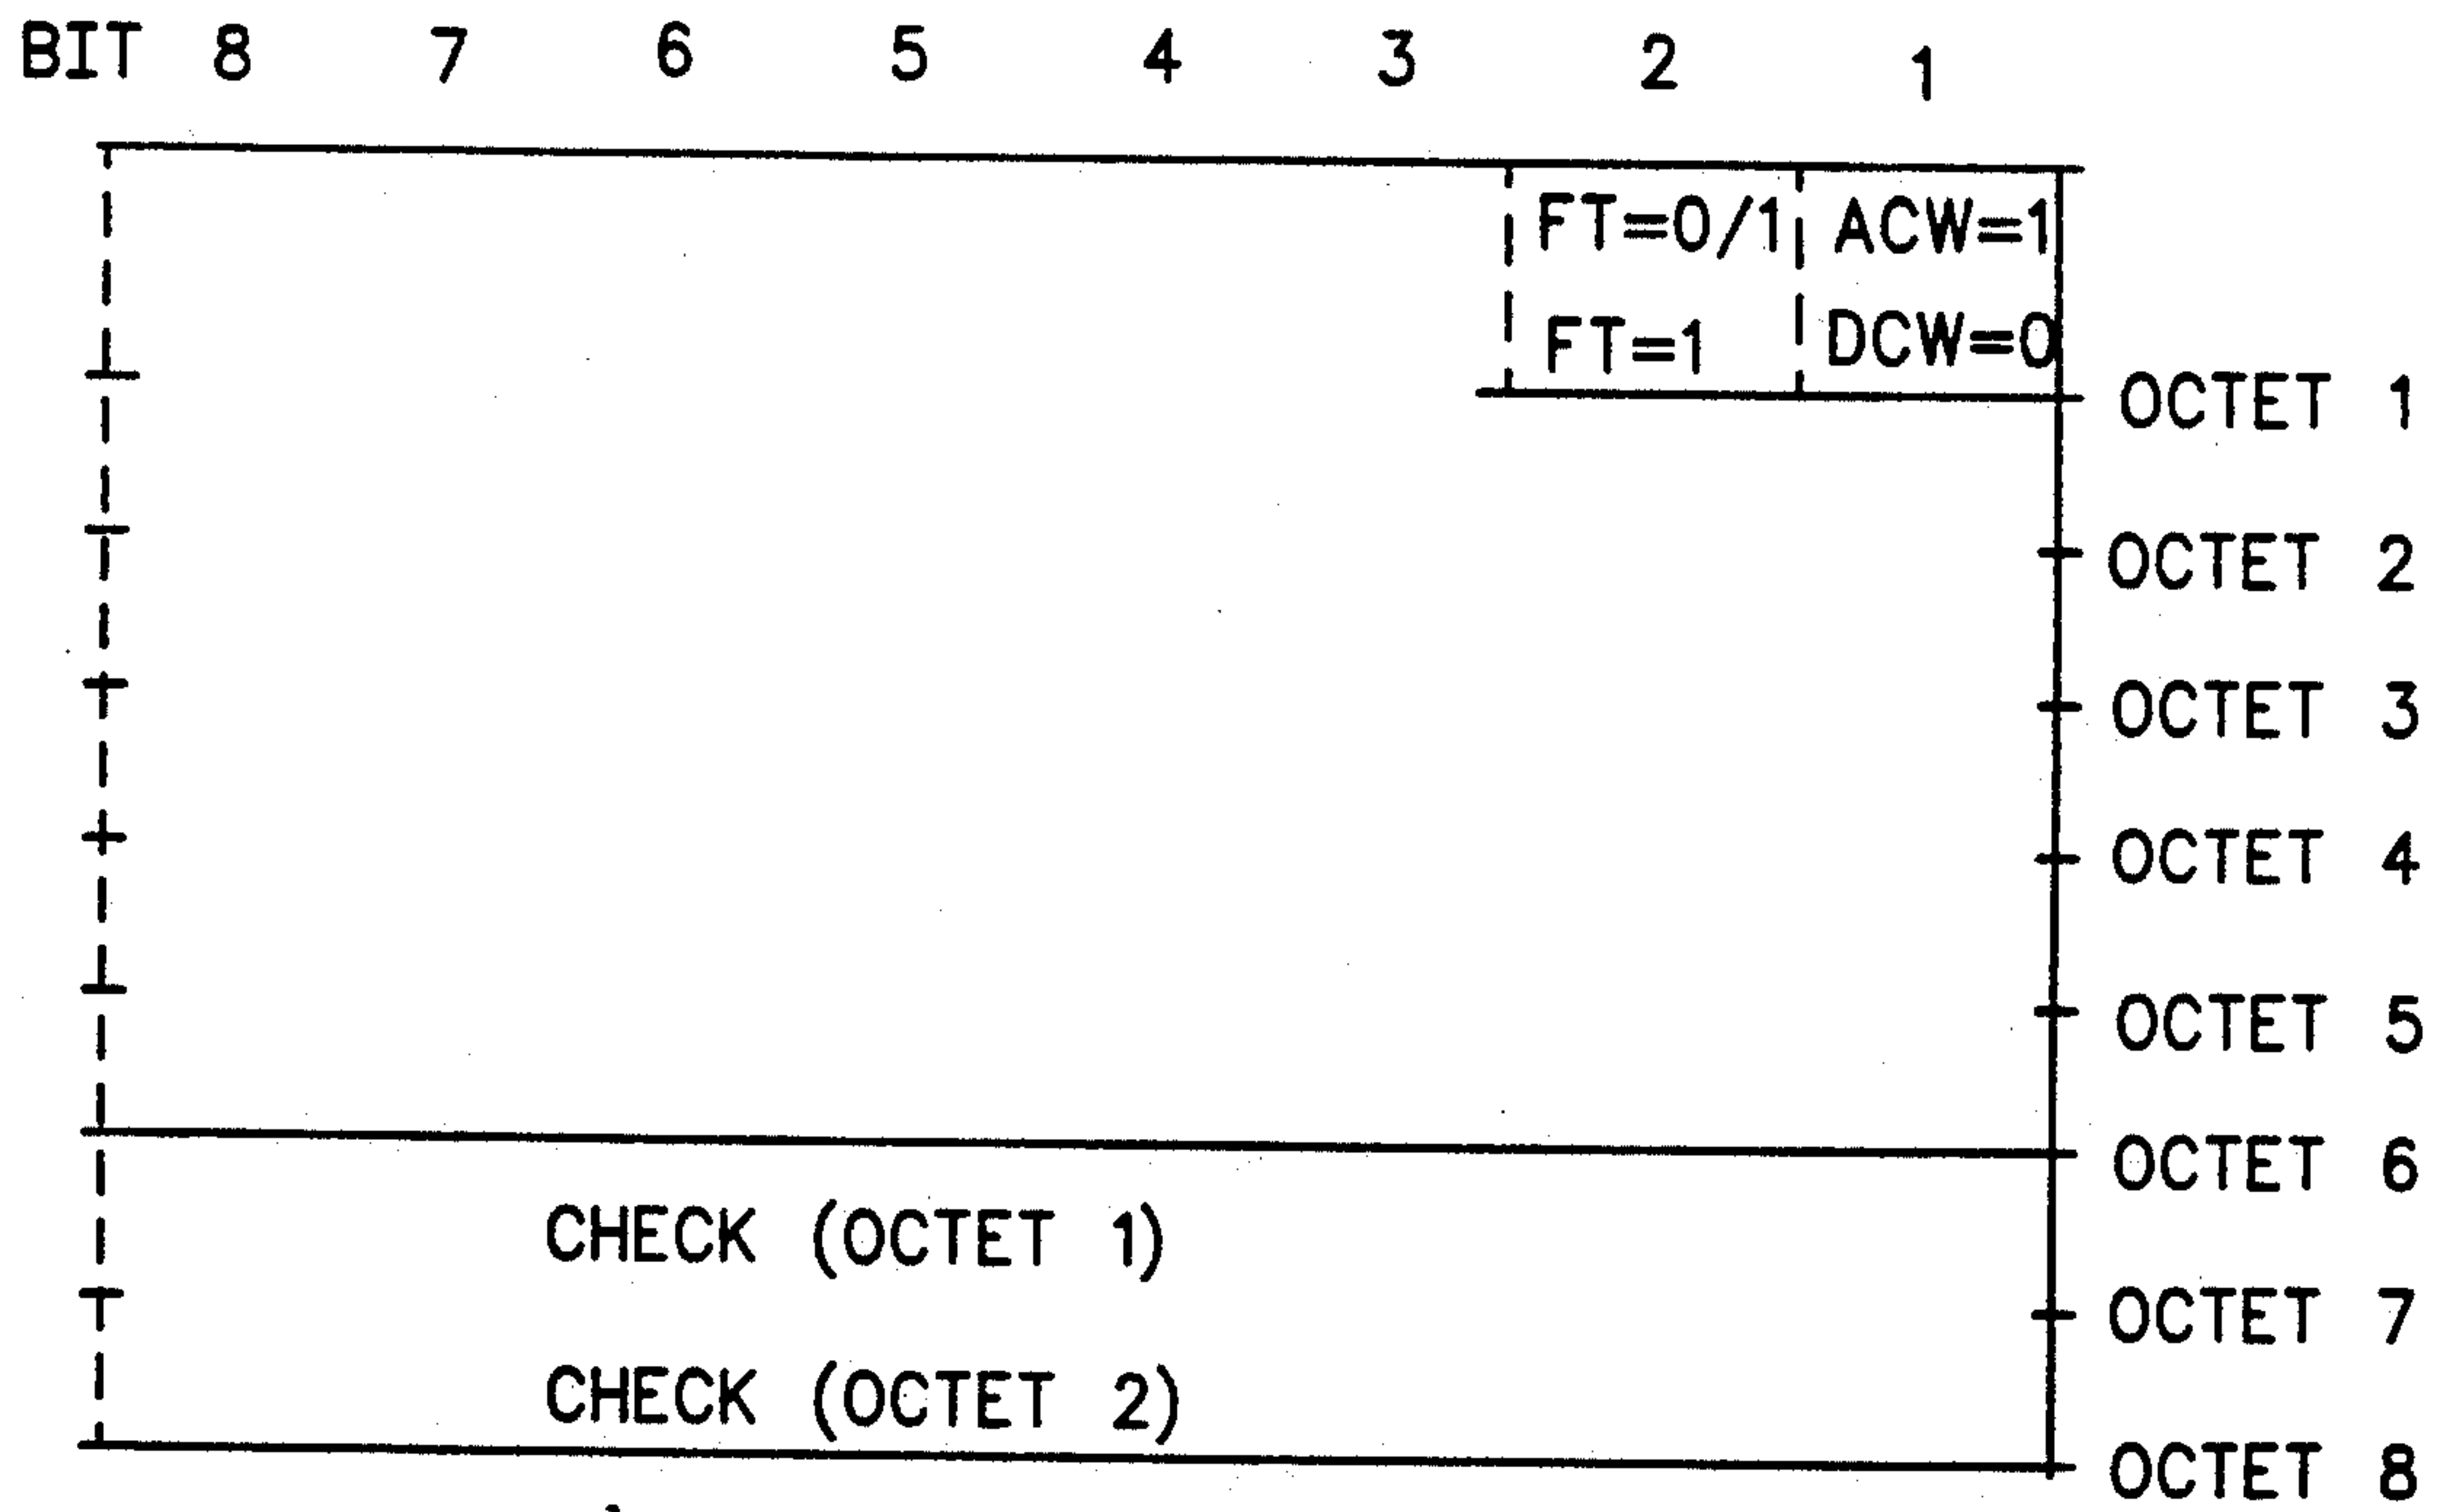 BIT 8 7 6 5 4 3 2 1
FT=0/1 ACW=1
FT=1 DCW=0
OCTET 1
OCTET 2
OCTET 3
OCTET 4
OCTET 5
OCTET 6
CHECK (OCTET 1)
OCTET 7
CHECK (OCTET 2)
OCTET 8